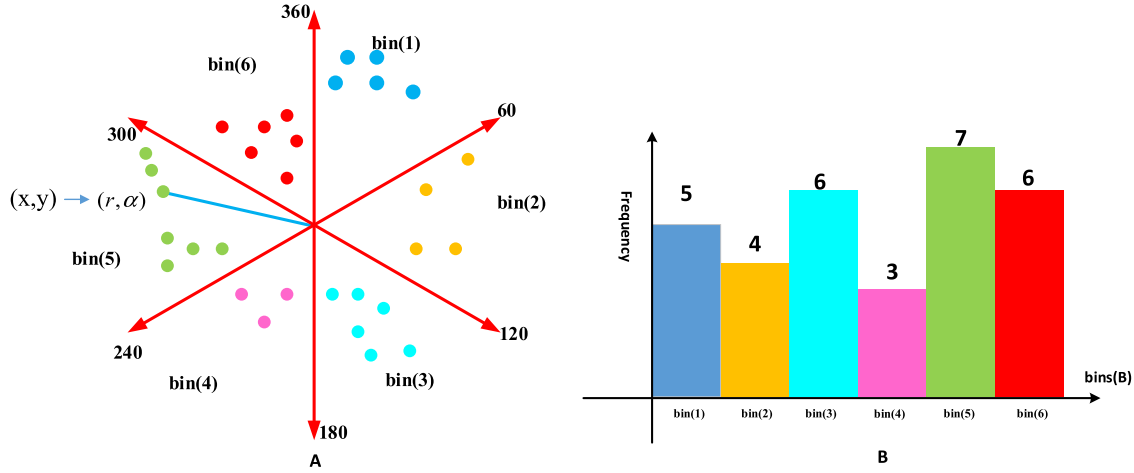 360
bin(1)
bin(6)
60
300
(x,y) → (r,α)
bin(2)
bin(5)
120
240
bin(4)
bin(3)
180
A
Frequency
5
4
6
3
7
6
bins(B)
bin(1) bin(2) bin(3) bin(4) bin(5) bin(6)
B